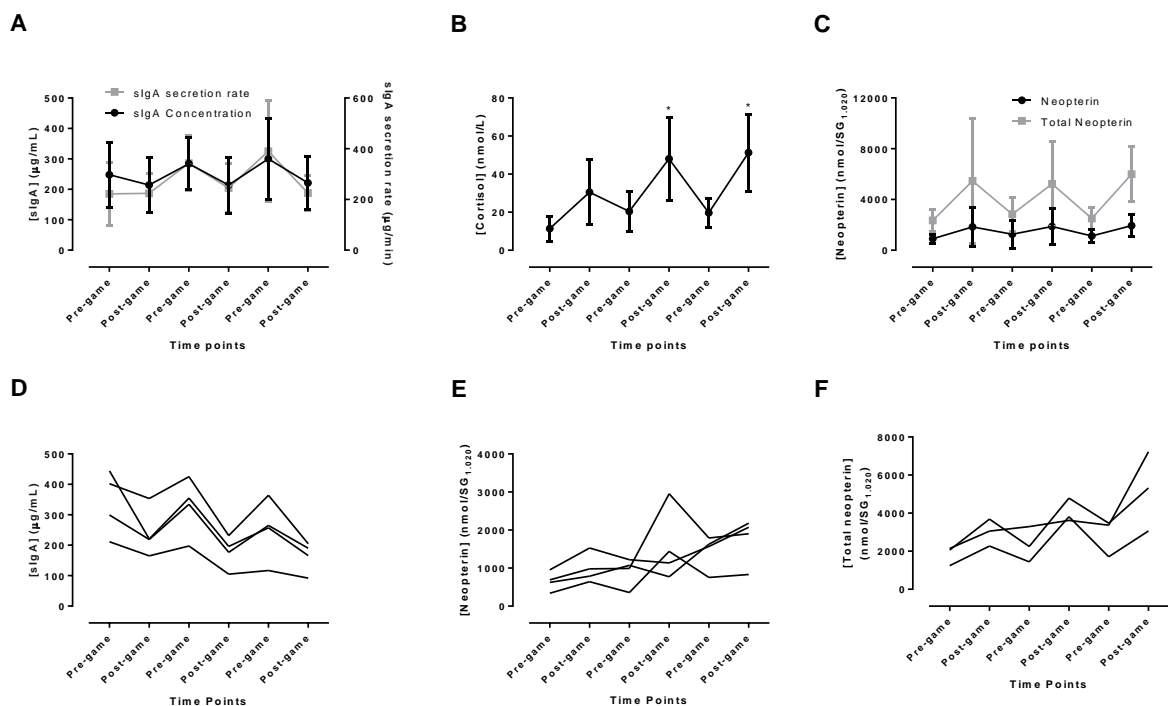 A
sIgA secretion rate
sIgA Concentration
[sIgA] (µg/mL)
500
400
300
200
100
0
600
400
200
0
sIgA secretion rate (µg/min)
Pre-game
Post-game
Pre-game
Post-game
Pre-game
Post-game
Time points
B
[Cortisol] (nmol/L)
80
60
40
20
0
*
*
Pre-game
Post-game
Pre-game
Post-game
Pre-game
Post-game
Time points
C
Neopterin
Total Neopterin
[Neopterin] (nmol/SG1.020)
12000
8000
4000
0
Pre-game
Post-game
Pre-game
Post-game
Pre-game
Post-game
Time points
D
[sIgA] (µg/mL)
500
400
300
200
100
0
Pre-game
Post-game
Pre-game
Post-game
Pre-game
Post-game
Time Points
E
[Neopterin] (nmol/SG1.020)
4000
3000
2000
1000
0
Pre-game
Post-game
Pre-game
Post-game
Pre-game
Post-game
Time Points
F
[Total neopterin]
(nmol/SG1.020)
8000
6000
4000
2000
0
Pre-game
Post-game
Pre-game
Post-game
Pre-game
Post-game
Time Points